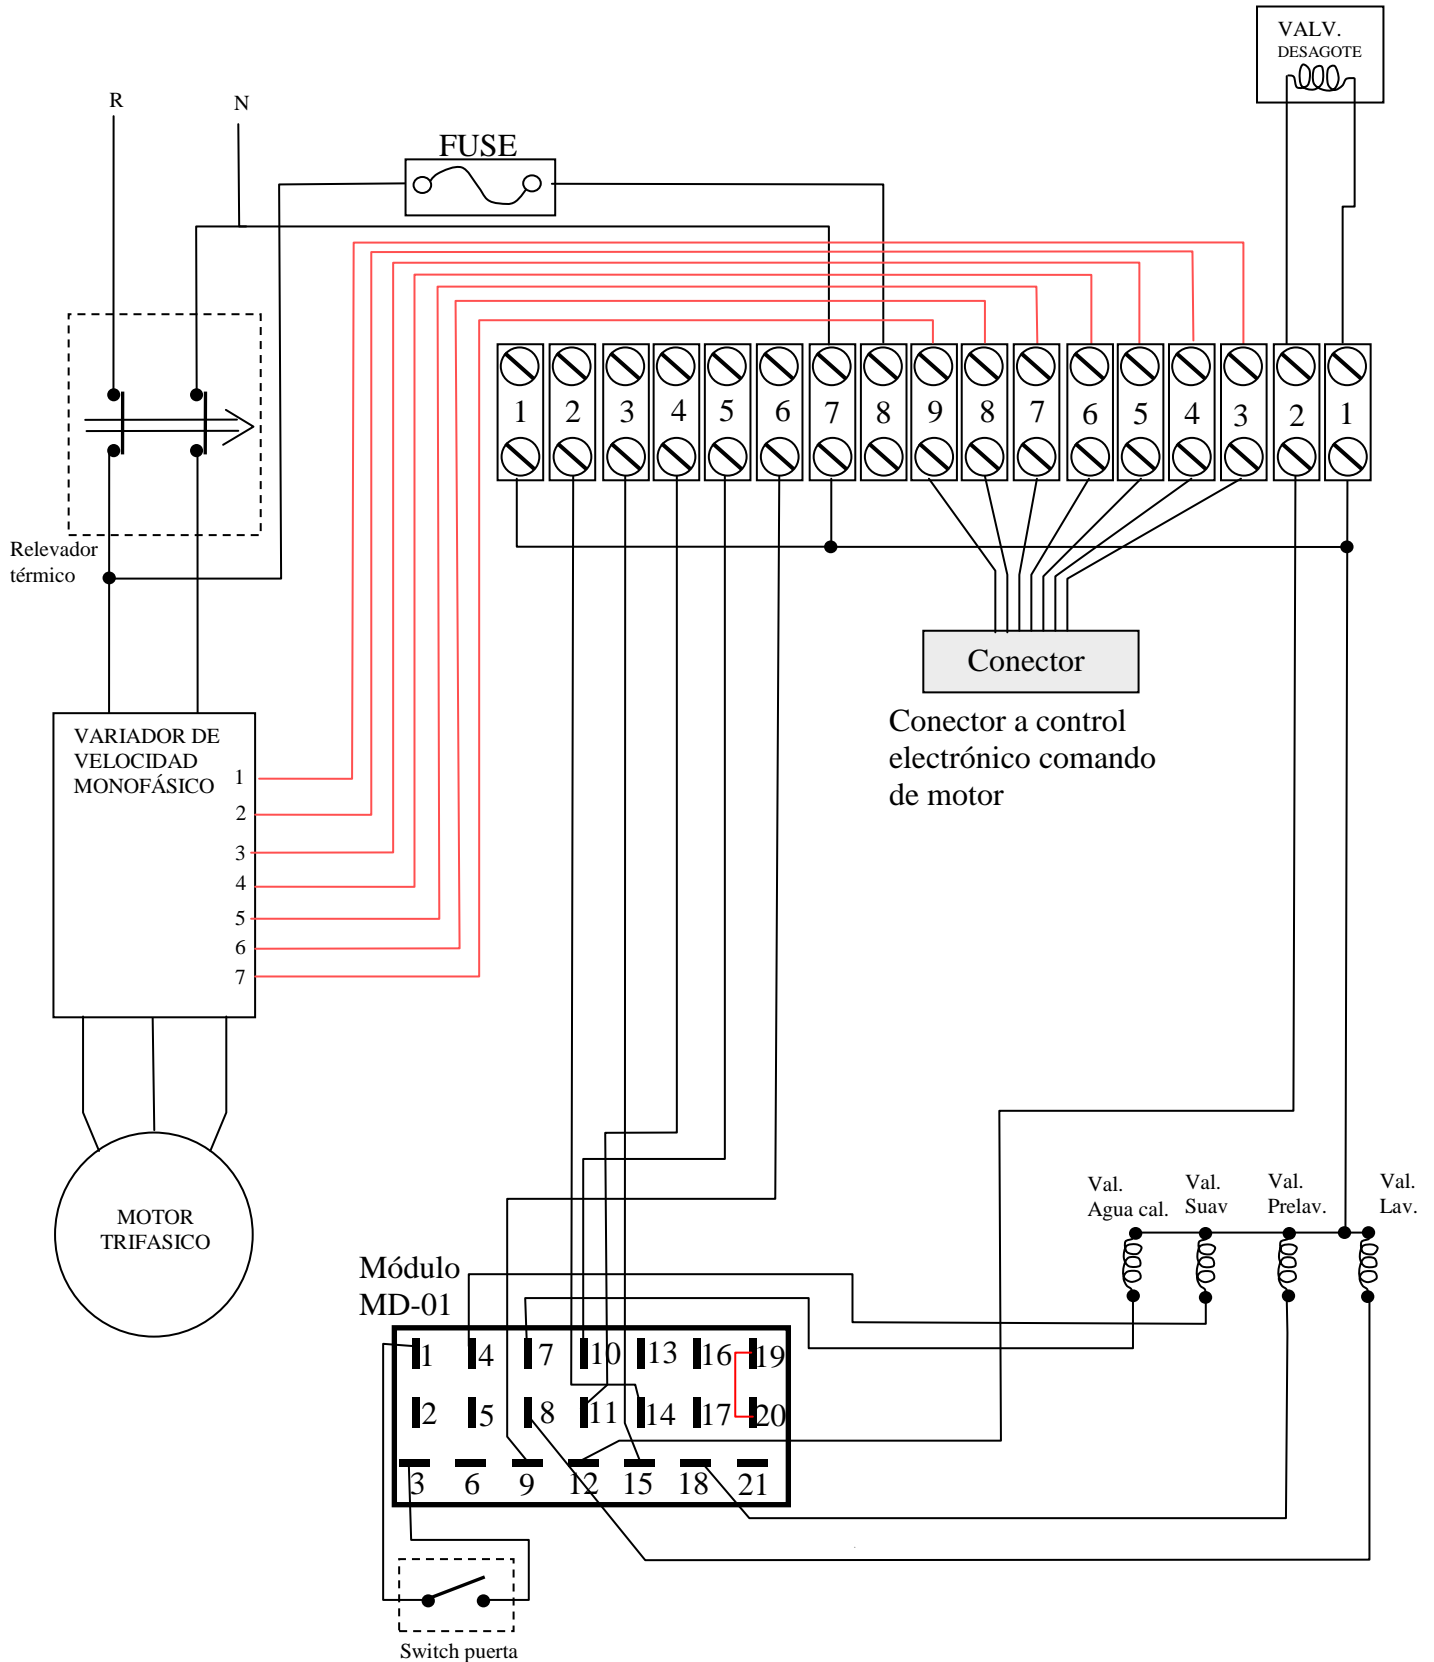 VALV.
DESAGOTE
R
N
FUSE
1 2 3 4 5 6 7 8 9 8 7 6 5 4 3 2 1
Relevador
térmico
Conector
Conector a control
electrónico comando
de motor
VARIADOR DE
VELOCIDAD
MONOFÁSICO
1
2
3
4
5
6
7
MOTOR
TRIFASICO
Val.
Agua cal.
Val.
Suav
Val.
Prelav.
Val.
Lav.
Módulo
MD-01
1 4 7 10 13 16 19
2 5 8 11 14 17 20
3 6 9 12 15 18 21
Switch puerta